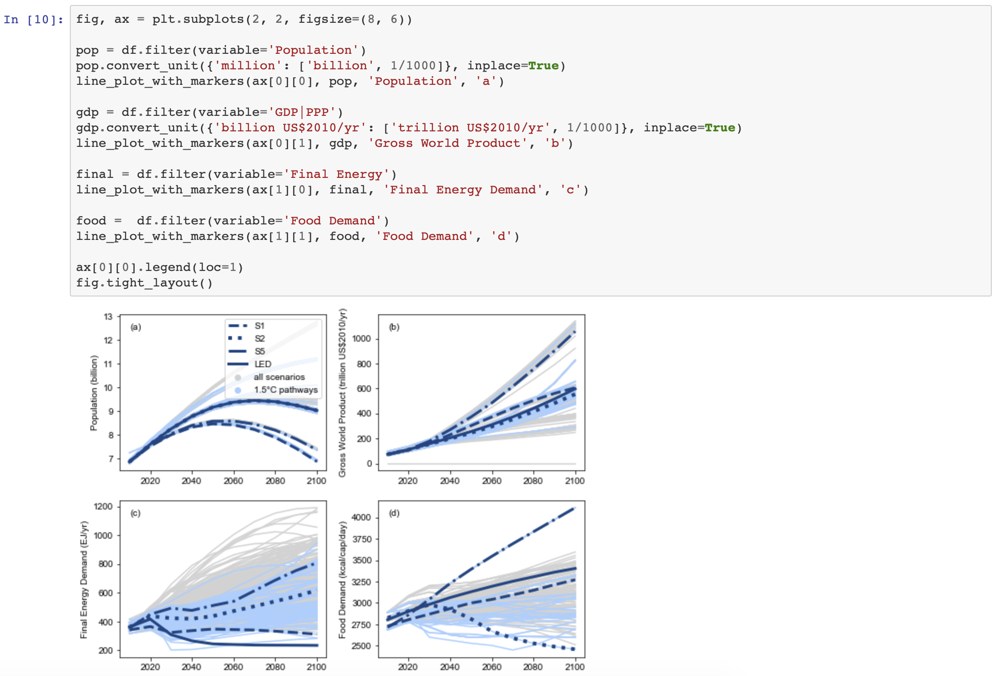 In [10]:
fig, ax = plt.subplots(2, 2, figsize=(8, 6))
pop = df.filter(variable='Population')
pop.convert_unit({'million': ['billion', 1/1000]}, inplace=True)
line_plot_with_markers(ax[0][0], pop, 'Population', 'a')
gdp = df.filter(variable='GDP|PPP')
gdp.convert_unit({'billion US$2010/yr': ['trillion US$2010/yr', 1/1000]}, inplace=True)
line_plot_with_markers(ax[0][1], gdp, 'Gross World Product', 'b')
final = df.filter(variable='Final Energy')
line_plot_with_markers(ax[1][0], final, 'Final Energy Demand', 'c')
food =  df.filter(variable='Food Demand')
line_plot_with_markers(ax[1][1], food, 'Food Demand', 'd')
ax[0][0].legend(loc=1)
fig.tight_layout()
(a)
S1
S2
S5
LED
all scenarios
1.5°C pathways
Population (billion)
13
12
11
10
9
8
7
2020 2040 2060 2080 2100
(b)
Gross World Product (trillion US$2010/yr)
1000
800
600
400
200
0
2020 2040 2060 2080 2100
(c)
Final Energy Demand (EJ/yr)
1200
1000
800
600
400
200
2020 2040 2060 2080 2100
(d)
Food Demand (kcal/cap/day)
4000
3750
3500
3250
3000
2750
2500
2020 2040 2060 2080 2100